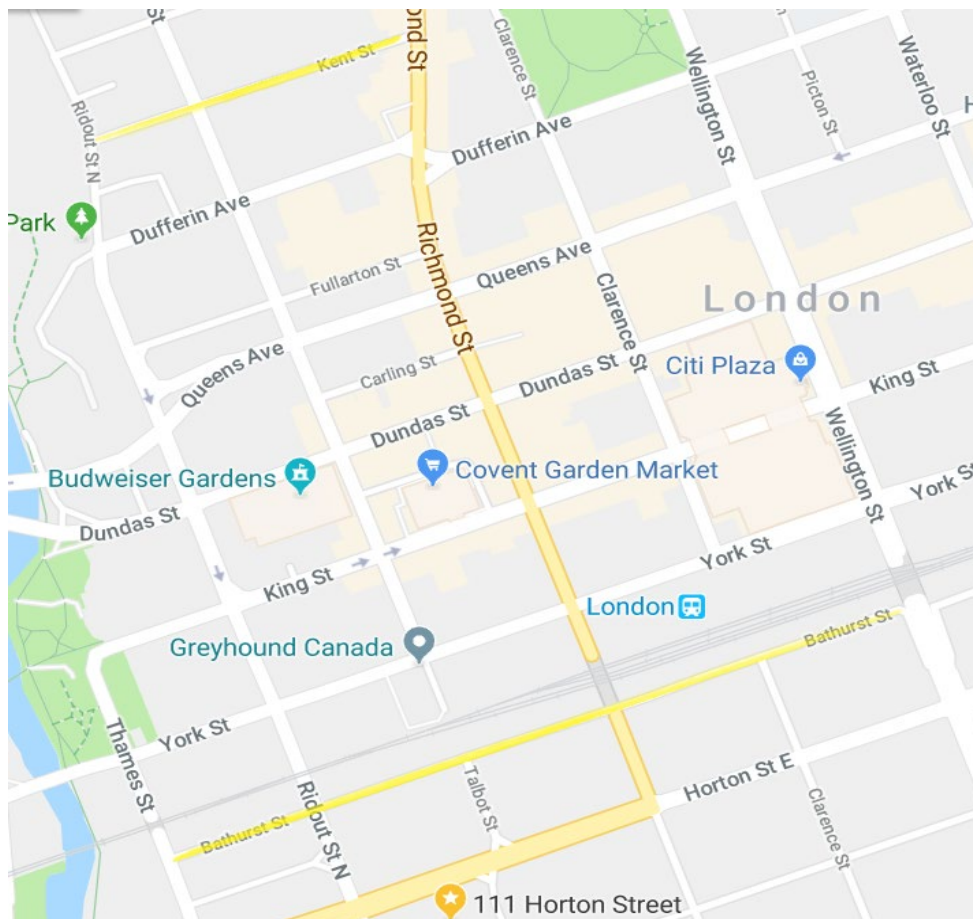 St
ond St
mond St
Kent St
Clarence St
Wellington St
Waterloo St
Picton St
Ridout St N
H
Dufferin Ave
Park
Dufferin Ave
Fullarton St
Queens Ave
Richmond St
Clarence St
London
Carling St
Queens Ave
Dundas St
Citi Plaza
King St
Dundas St
Wellington St
Budweiser Gardens
Covent Garden Market
York St
Dundas St
York St
King St
London
Greyhound Canada
Bathurst St
York St
Thames St
Horton St E
Ridout St N
Talbot St
Clarence St
Bathurst St
111 Horton Street